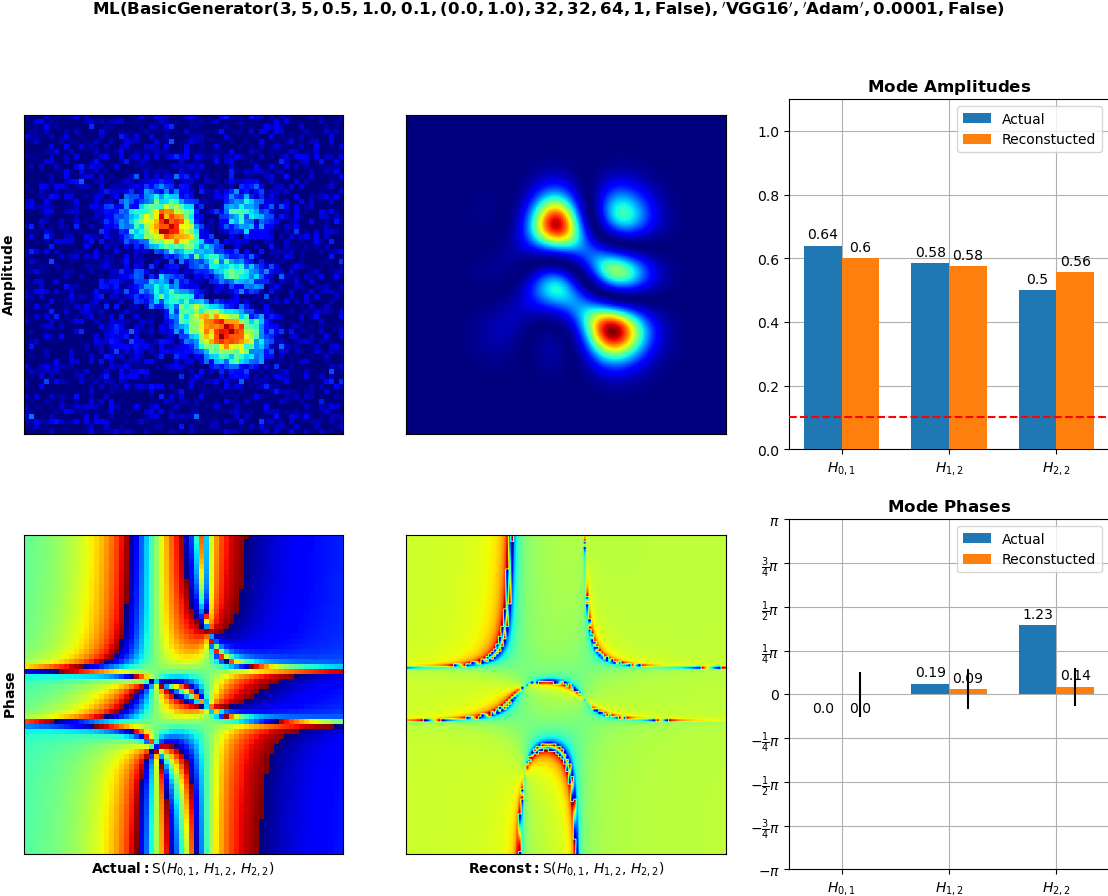 ML(BasicGenerator(3, 5, 0.5, 1.0, 0.1, (0.0, 1.0), 32, 32, 64, 1, False), 'VGG16', 'Adam', 0.0001, False)
Amplitude
Mode Amplitudes
Actual
Reconstucted
1.0
0.8
0.6
0.4
0.2
0.0
0.64
0.6
0.58
0.58
0.5
0.56
H0,1
H1,2
H2,2
Phase
Actual: S(H0,1, H1,2, H2,2)
Reconst: S(H0,1, H1,2, H2,2)
Mode Phases
Actual
Reconstucted
π
3/4π
1/2π
1/4π
0
−1/4π
−1/2π
−3/4π
−π
0.0
0.0
0.19
0.09
1.23
0.14
H0,1
H1,2
H2,2